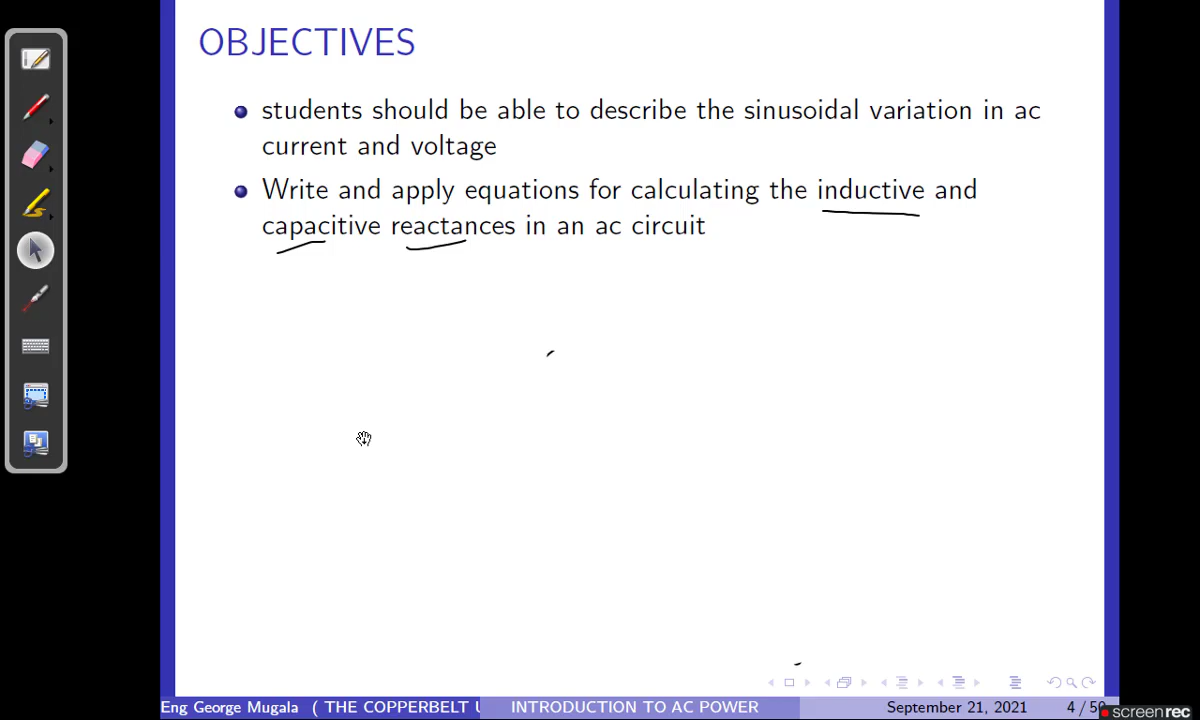 OBJECTIVES
students should be able to describe the sinusoidal variation in ac
current and voltage
Write and apply equations for calculating the inductive and
capacitive reactances in an ac circuit
Eng George Mugala ( THE COPPERBELT U INTRODUCTION TO AC POWER September 21, 2021 4 / 50
screenrec